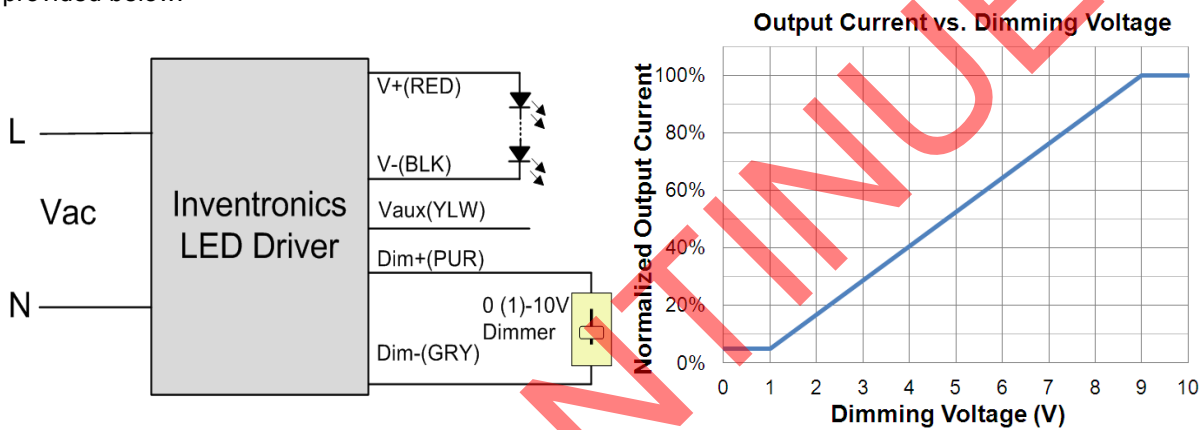 provided below.
L
Vac
N
Inventronics
LED Driver
V+(RED)
V-(BLK)
Vaux(YLW)
Dim+(PUR)
0 (1)-10V
Dimmer
Dim-(GRY)
Output Current vs. Dimming Voltage
Normalized Output Current
100%
80%
60%
40%
20%
0%
0 1 2 3 4 5 6 7 8 9 10
Dimming Voltage (V)
NTINUE